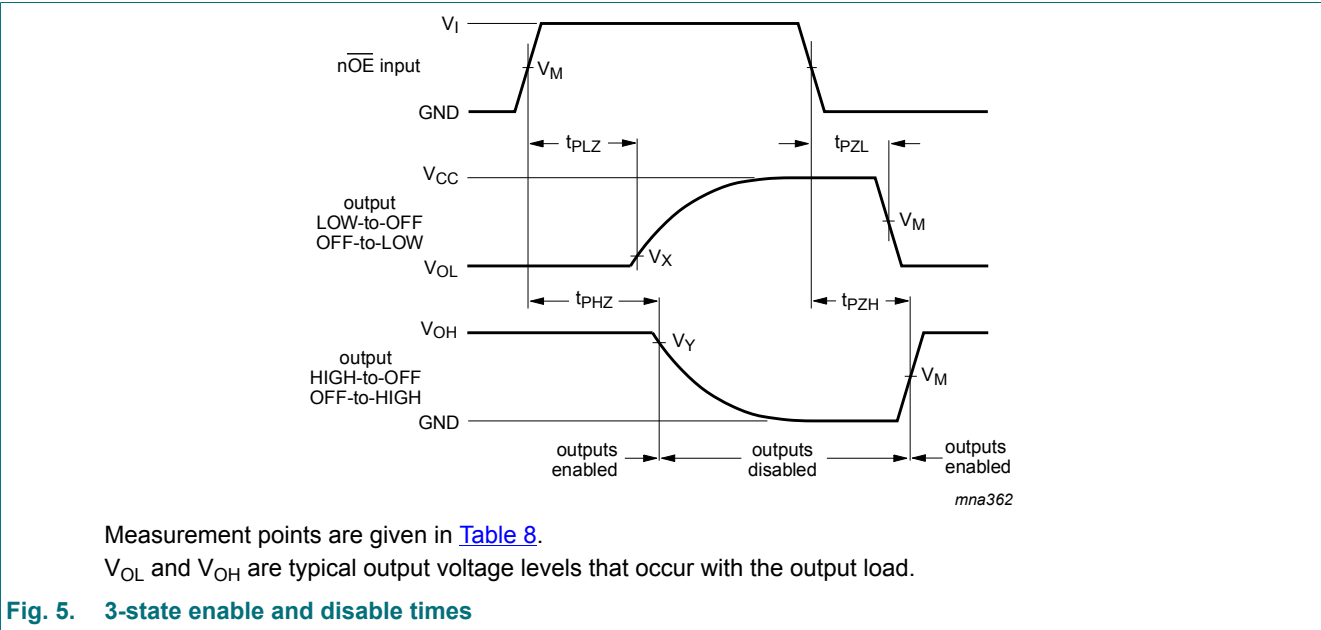 V_I
nOE input
V_M
GND
t_PLZ
t_PZL
V_CC
output
LOW-to-OFF
OFF-to-LOW
V_M
V_X
V_OL
t_PHZ
t_PZH
V_OH
V_Y
output
HIGH-to-OFF
OFF-to-HIGH
V_M
GND
outputs
enabled
outputs
disabled
outputs
enabled
mna362
Measurement points are given in Table 8.
V_OL and V_OH are typical output voltage levels that occur with the output load.
Fig. 5. 3-state enable and disable times